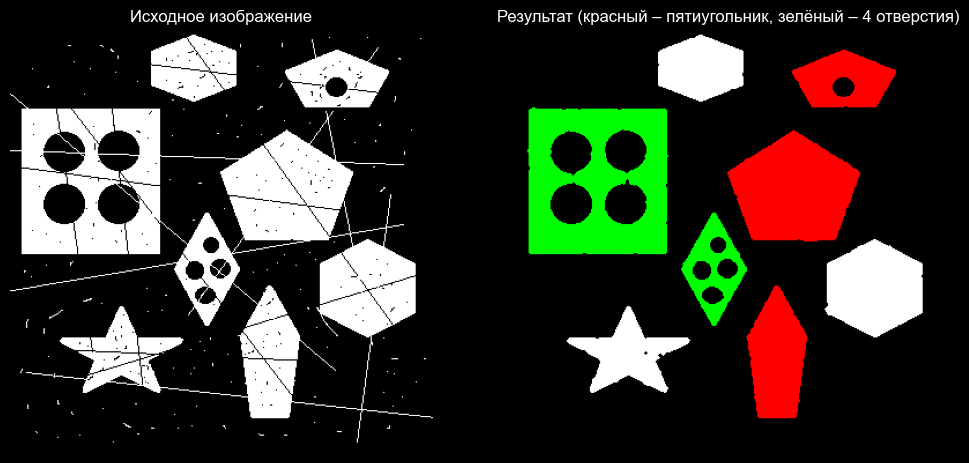 Исходное изображение
Результат (красный – пятиугольник, зелёный – 4 отверстия)